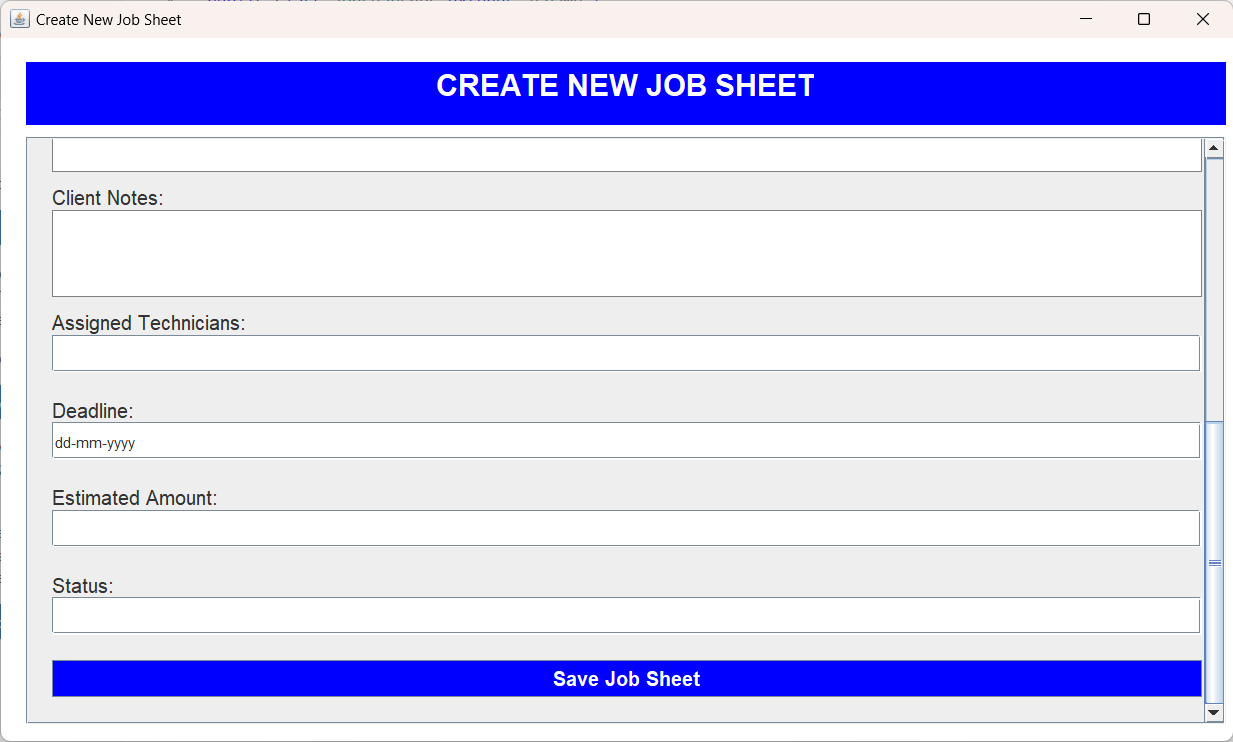 Create New Job Sheet
CREATE NEW JOB SHEET
Client Notes:
Assigned Technicians:
Deadline:
dd-mm-yyyy
Estimated Amount:
Status:
Save Job Sheet